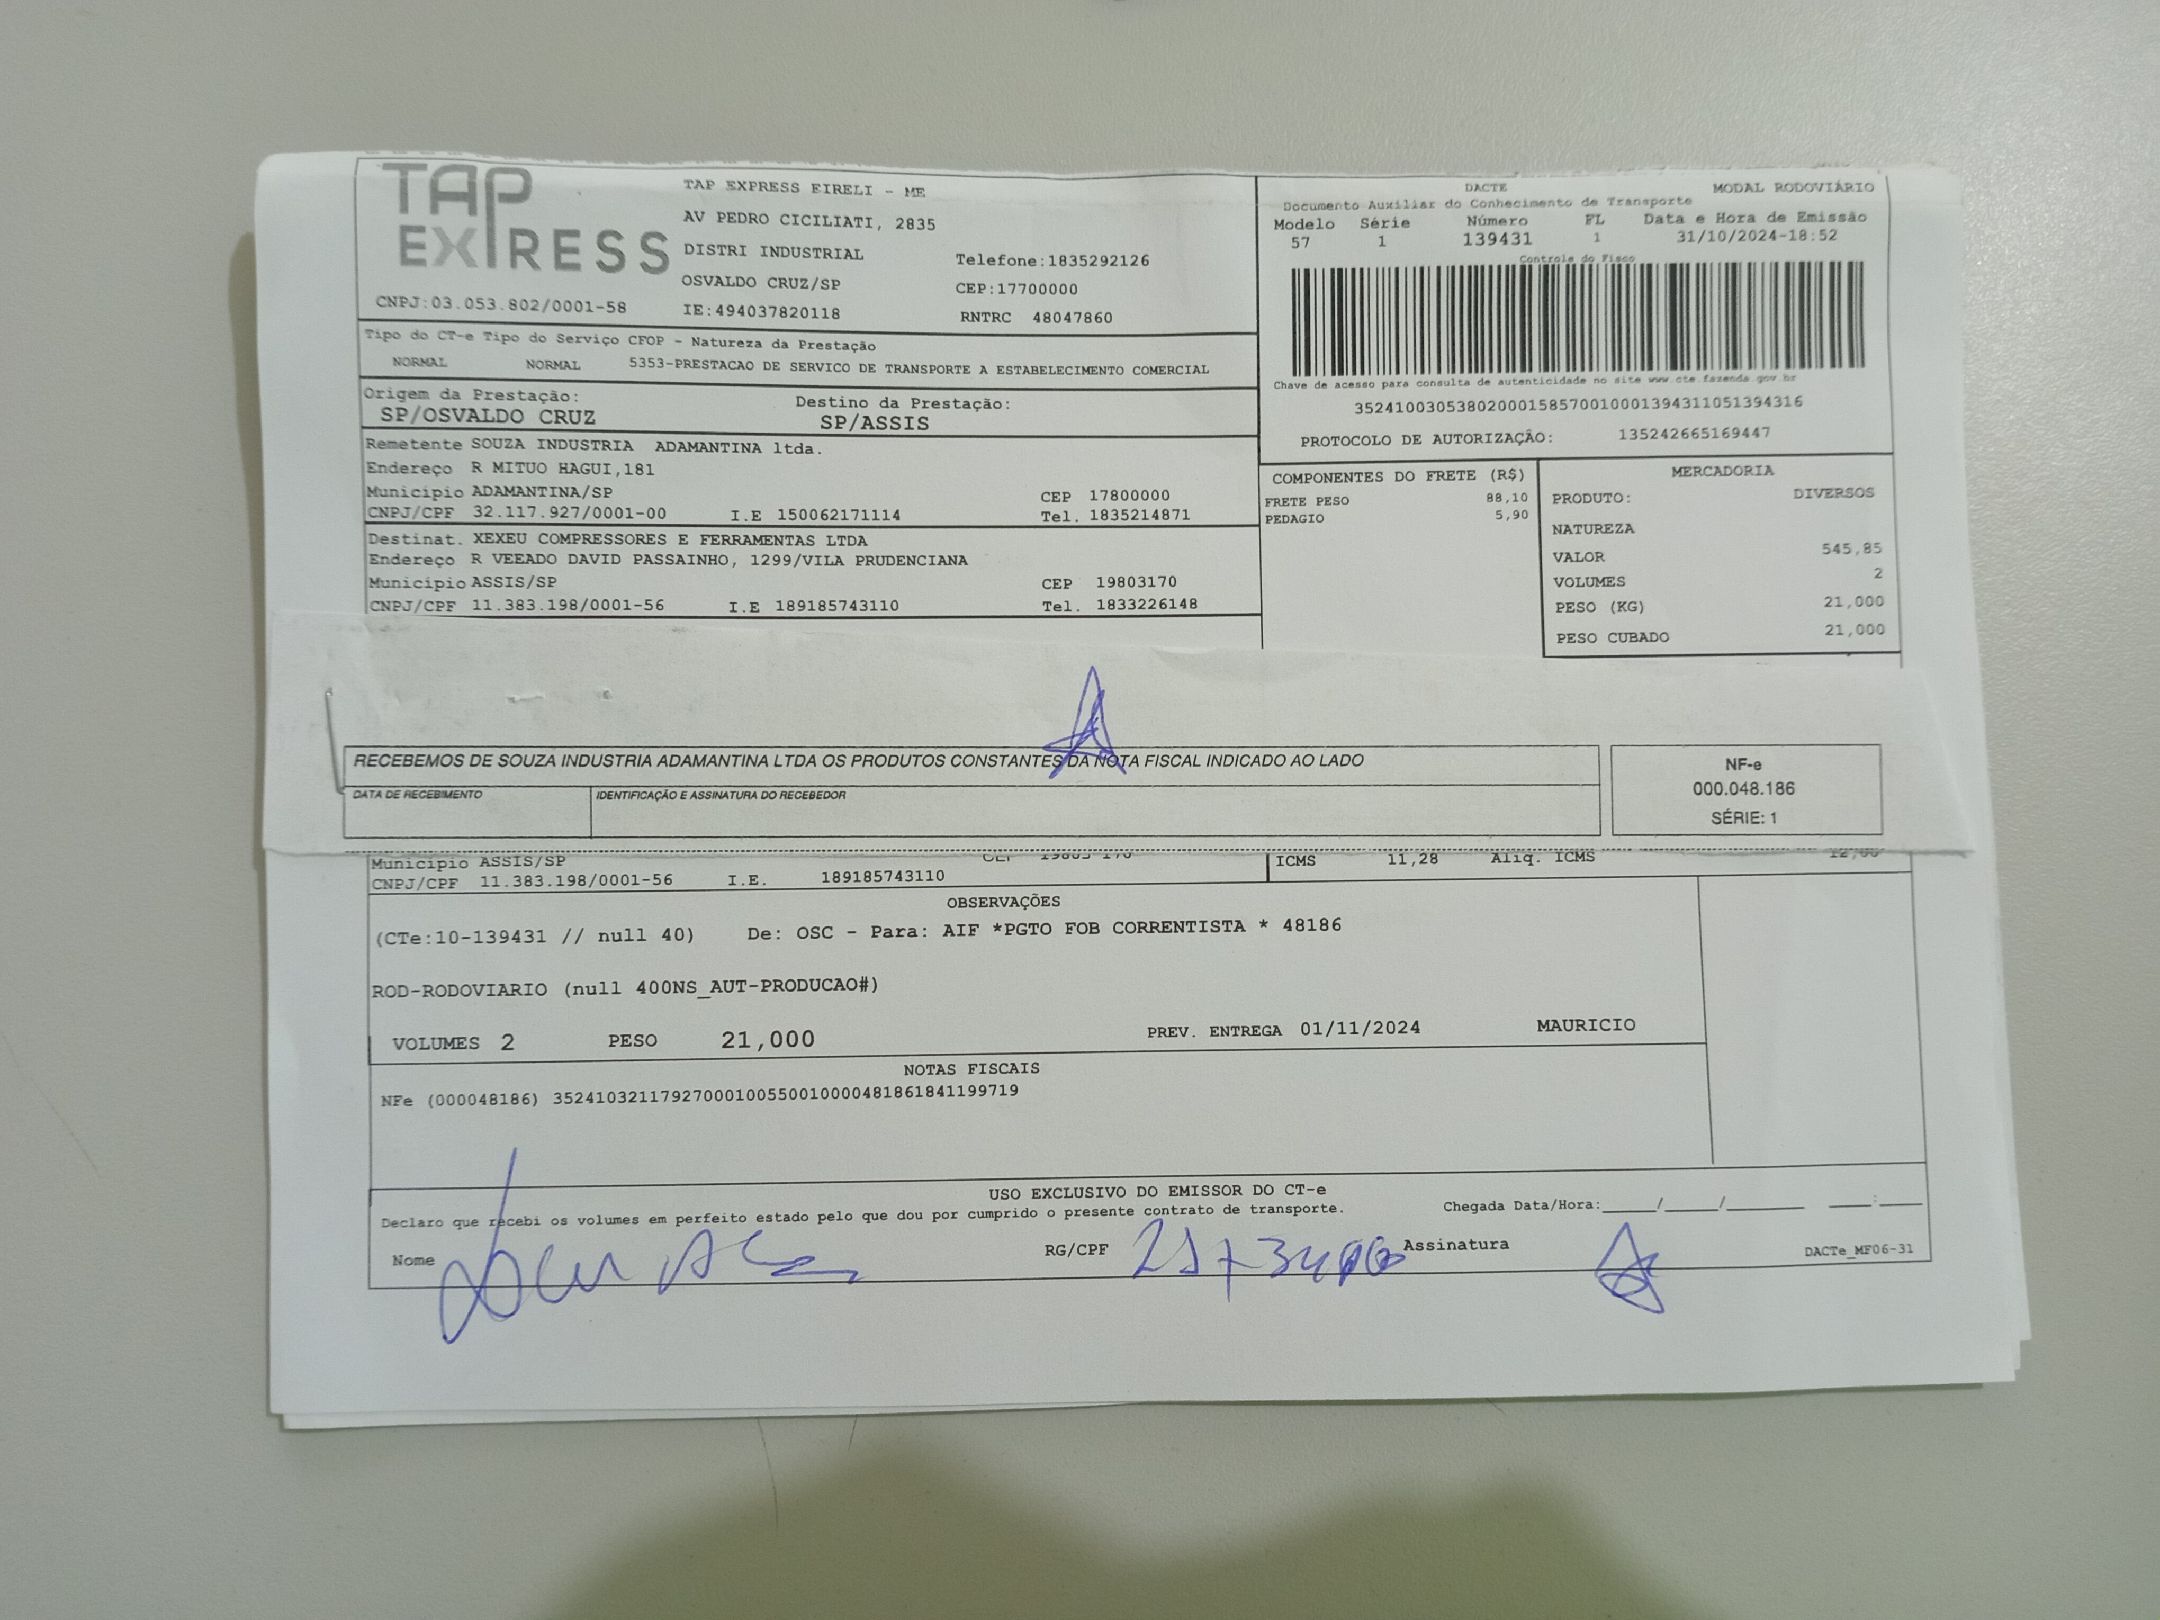 TAP
EXPRESS
TAP EXPRESS EIRELI - ME
AV PEDRO CICILIATI, 2835
DISTRI INDUSTRIAL
Telefone:1835292126
OSVALDO CRUZ/SP
CEP:17700000
CNPJ:03.053.802/0001-58
IE:494037820118
RNTRC 48047860
DACTE
MODAL RODOVIÁRIO
Documento Auxiliar do Conhecimento de Transporte
Modelo Série Número FL Data e Hora de Emissão
57 1 139431 1 31/10/2024-18:52
Controle do Fisco
Chave de acesso para consulta de autenticidade no site www.cte.fazenda.gov.br
35241003053802000158570010001394311051394316
PROTOCOLO DE AUTORIZAÇÃO: 135242665169447
Tipo do CT-e Tipo do Serviço CFOP - Natureza da Prestação
NORMAL NORMAL 5353-PRESTACAO DE SERVICO DE TRANSPORTE A ESTABELECIMENTO COMERCIAL
Origem da Prestação: Destino da Prestação:
SP/OSVALDO CRUZ SP/ASSIS
Remetente SOUZA INDUSTRIA ADAMANTINA ltda.
Endereço R MITUO HAGUI,181
Municipio ADAMANTINA/SP CEP 17800000
CNPJ/CPF 32.117.927/0001-00 I.E 150062171114 Tel. 1835214871
Destinat. XEXEU COMPRESSORES E FERRAMENTAS LTDA
Endereço R VEEADO DAVID PASSAINHO, 1299/VILA PRUDENCIANA
Municipio ASSIS/SP CEP 19803170
CNPJ/CPF 11.383.198/0001-56 I.E 189185743110 Tel. 1833226148
COMPONENTES DO FRETE (R$)
FRETE PESO 88,10
PEDAGIO 5,90
MERCADORIA
PRODUTO: DIVERSOS
NATUREZA
VALOR 545,85
VOLUMES 2
PESO (KG) 21,000
PESO CUBADO 21,000
RECEBEMOS DE SOUZA INDUSTRIA ADAMANTINA LTDA OS PRODUTOS CONSTANTES DA NOTA FISCAL INDICADO AO LADO
DATA DE RECEBIMENTO
IDENTIFICAÇÃO E ASSINATURA DO RECEBEDOR
NF-e
000.048.186
SÉRIE: 1
Municipio ASSIS/SP
ICMS 11,28 Aliq. ICMS
CNPJ/CPF 11.383.198/0001-56 I.E. 189185743110
OBSERVAÇÕES
(CTe:10-139431 // null 40) De: OSC - Para: AIF *PGTO FOB CORRENTISTA * 48186
ROD-RODOVIARIO (null 400NS_AUT-PRODUCAO#)
VOLUMES 2 PESO 21,000 PREV. ENTREGA 01/11/2024 MAURICIO
NOTAS FISCAIS
NFe (000048186) 35241032117927000100550010000481861841199719
USO EXCLUSIVO DO EMISSOR DO CT-e
Declaro que recebi os volumes em perfeito estado pelo que dou por cumprido o presente contrato de transporte.
Chegada Data/Hora:____/____/______ ___:___
Nome RG/CPF Assinatura
DACTe_MF06-31